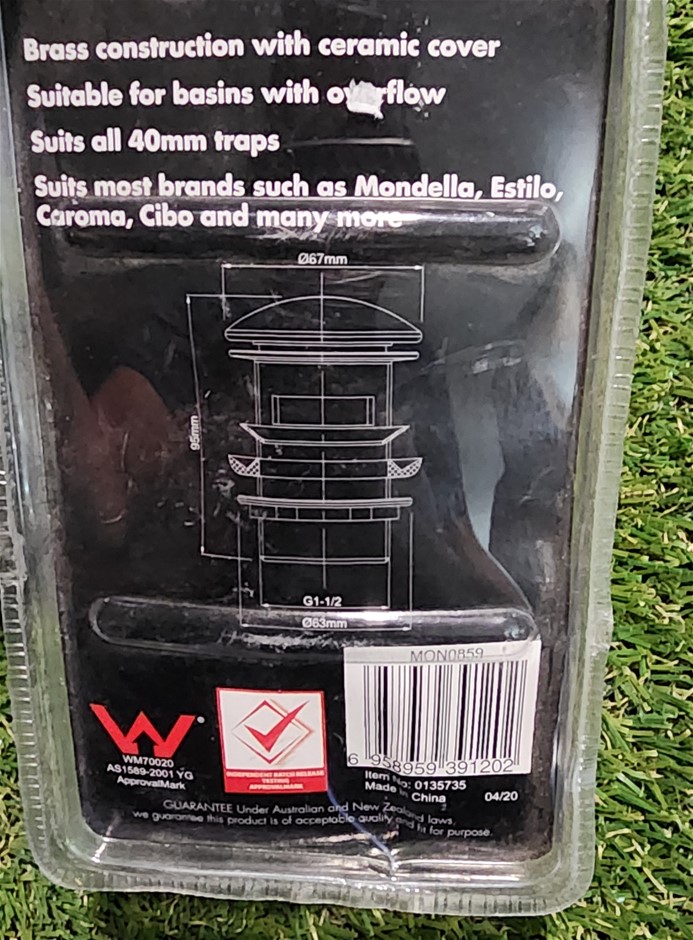 Brass construction with ceramic cover
Suitable for basins with overflow
Suits all 40mm traps
Suits most brands such as Mondella, Estilo,
Caroma, Cibo and many more
Ø67mm
95mm
G1-1/2
Ø63mm
MON0859
6 958959 391202
WM70020
AS1589-2001 YG
ApprovalMark
INDEPENDENT BATCH RELEASE
TESTING
APPROVALMARK
Item No: 0135735
Made in China
04/20
GUARANTEE Under Australian and New Zealand laws,
we guarantee this product is of acceptable quality and fit for purpose.